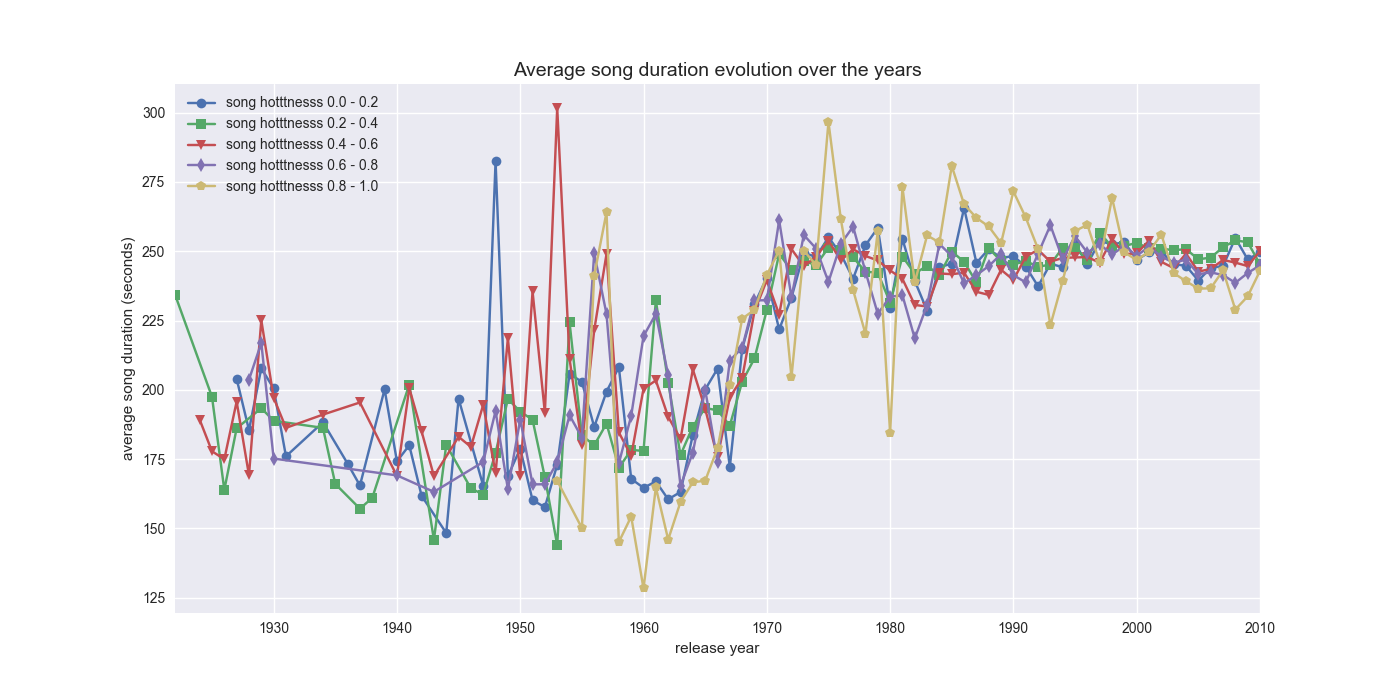 Average song duration evolution over the years
song hotttnesss 0.0 - 0.2
song hotttnesss 0.2 - 0.4
song hotttnesss 0.4 - 0.6
song hotttnesss 0.6 - 0.8
song hotttnesss 0.8 - 1.0
average song duration (seconds)
300
275
250
225
200
175
150
125
1930 1940 1950 1960 1970 1980 1990 2000 2010
release year